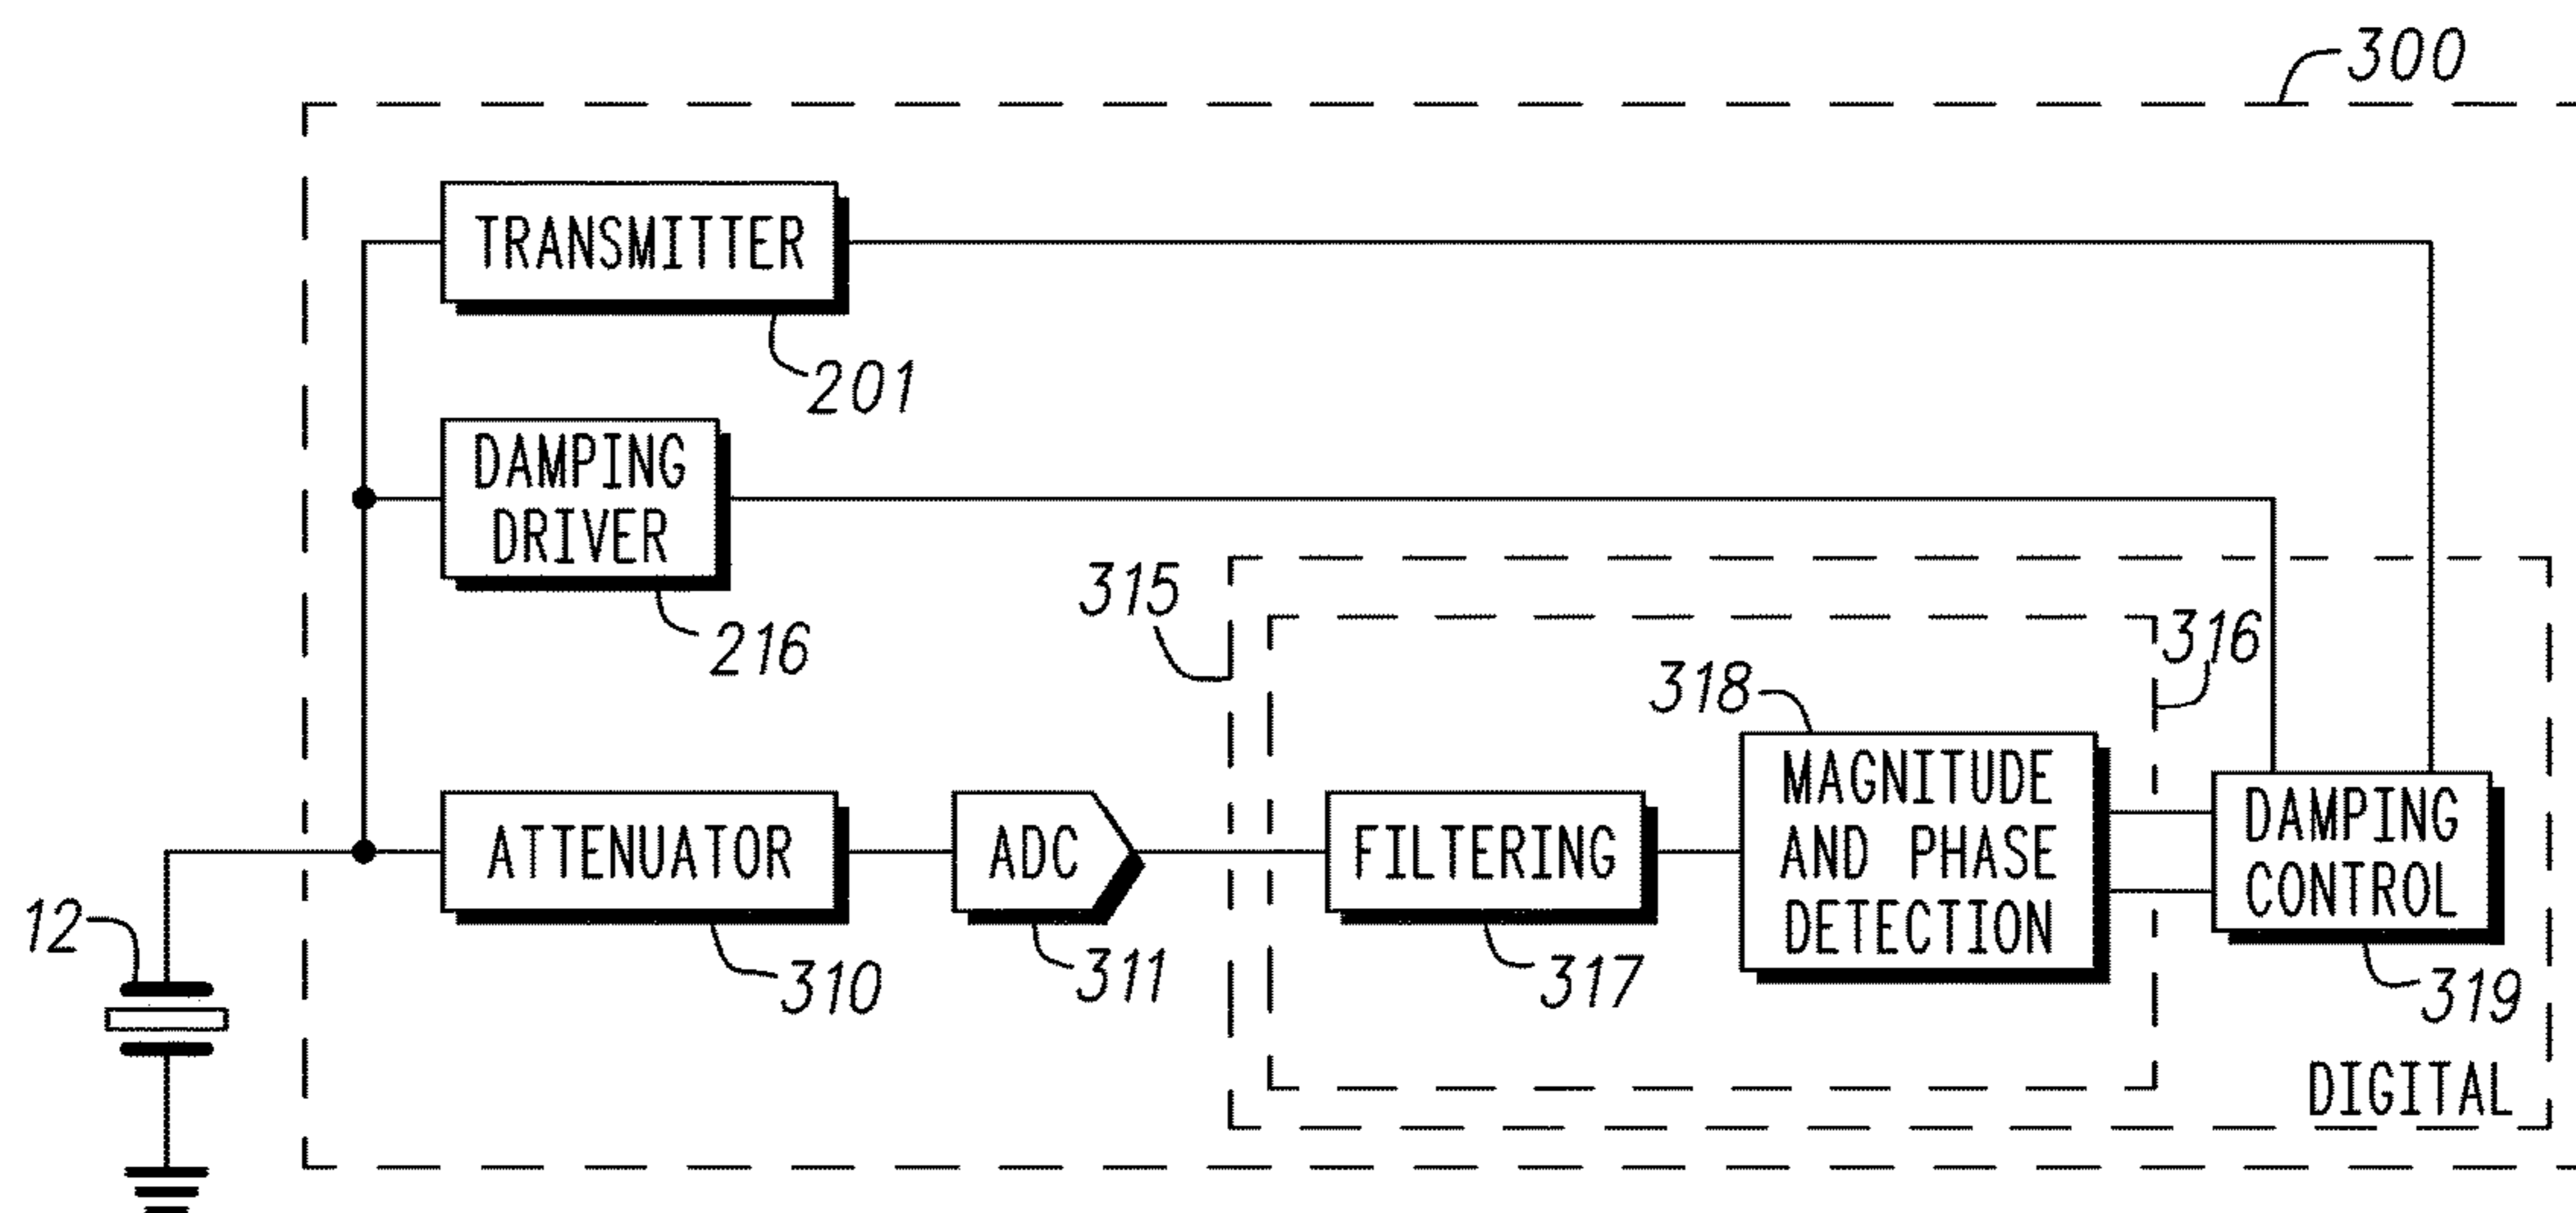 300
TRANSMITTER
201
DAMPING
DRIVER
216
315
316
318
MAGNITUDE
AND PHASE
DETECTION
DAMPING
CONTROL
ATTENUATOR
ADC
FILTERING
12
310
311
317
319
DIGITAL